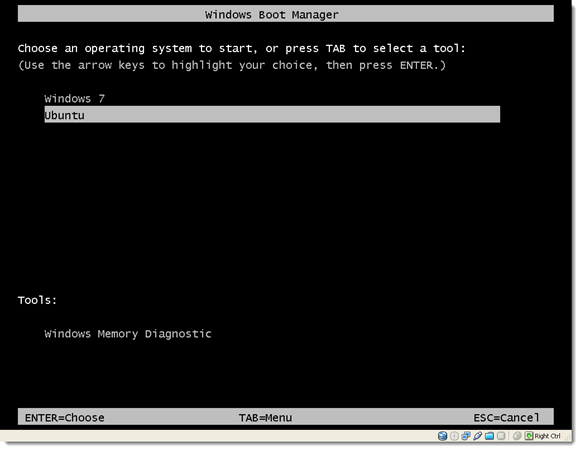 Windows Boot Manager
Choose an operating system to start, or press TAB to select a tool:
(Use the arrow keys to highlight your choice, then press ENTER.)
Windows 7
Ubuntu
Tools:
Windows Memory Diagnostic
ENTER=Choose TAB=Menu ESC=Cancel
Right Ctrl